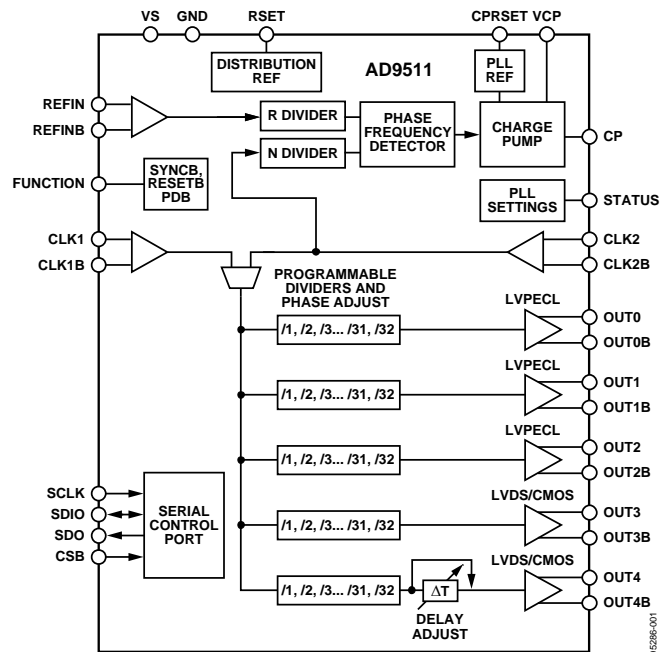 VS GND RSET CPRSET VCP
DISTRIBUTION
REF
AD9511
PLL
REF
REFIN
REFINB
R DIVIDER
N DIVIDER
PHASE
FREQUENCY
DETECTOR
CHARGE
PUMP
CP
FUNCTION
SYNCB,
RESETB
PDB
PLL
SETTINGS
STATUS
CLK1
CLK1B
CLK2
CLK2B
PROGRAMMABLE
DIVIDERS AND
PHASE ADJUST
LVPECL
/1, /2, /3... /31, /32
OUT0
OUT0B
LVPECL
/1, /2, /3... /31, /32
OUT1
OUT1B
LVPECL
/1, /2, /3... /31, /32
OUT2
OUT2B
SCLK
SDIO
SDO
CSB
SERIAL
CONTROL
PORT
LVDS/CMOS
/1, /2, /3... /31, /32
OUT3
OUT3B
LVDS/CMOS
/1, /2, /3... /31, /32
ΔT
OUT4
OUT4B
DELAY
ADJUST
05286-001